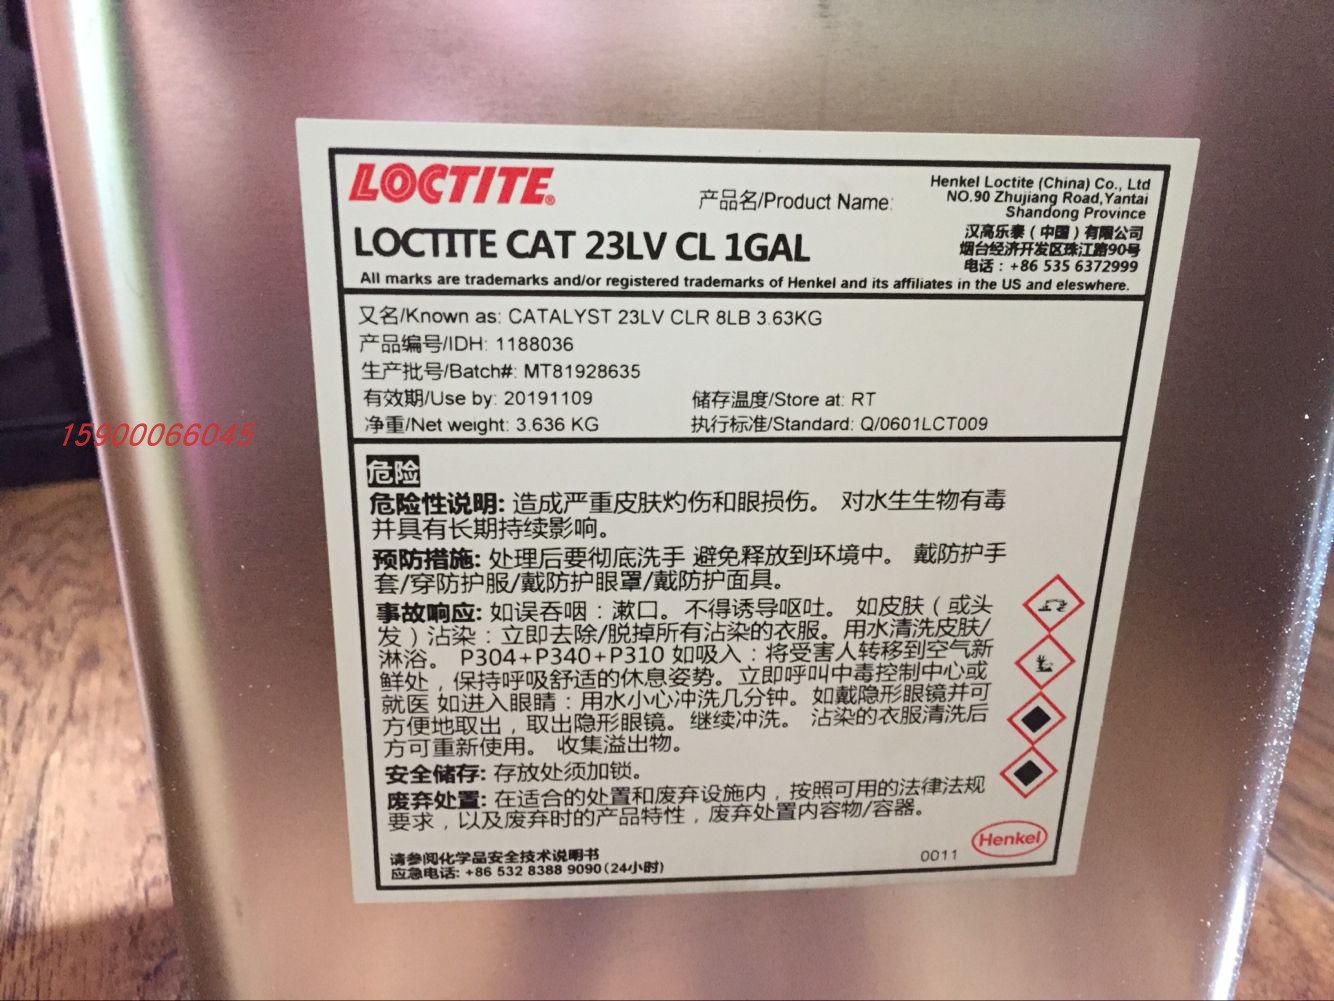 LOCTITE®
产品名/Product Name:
Henkel Loctite (China) Co., Ltd
NO.90 Zhujiang Road,Yantai
Shandong Province
汉高乐泰（中国）有限公司
烟台经济开发区珠江路90号
电话：+86 535 6372999
LOCTITE CAT 23LV CL 1GAL
All marks are trademarks and/or registered trademarks of Henkel and its affiliates in the US and eleswhere.
又名/Known as: CATALYST 23LV CLR 8LB 3.63KG
产品编号/IDH: 1188036
生产批号/Batch#: MT81928635
有效期/Use by: 20191109
储存温度/Store at: RT
净重/Net weight: 3.636 KG
执行标准/Standard: Q/0601LCT009
15900066045
危险
危险性说明: 造成严重皮肤灼伤和眼损伤。 对水生生物有毒
并具有长期持续影响。
预防措施: 处理后要彻底洗手 避免释放到环境中。 戴防护手
套/穿防护服/戴防护眼罩/戴防护面具。
事故响应: 如误吞咽：漱口。不得诱导呕吐。 如皮肤（或头
发）沾染：立即去除/脱掉所有沾染的衣服。用水清洗皮肤/
淋浴。 P304+P340+P310 如吸入：将受害人转移到空气新
鲜处，保持呼吸舒适的休息姿势。立即呼叫中毒控制中心或
就医 如进入眼睛：用水小心冲洗几分钟。如戴隐形眼镜并可
方便地取出，取出隐形眼镜。继续冲洗。 沾染的衣服清洗后
方可重新使用。 收集溢出物。
安全储存: 存放处须加锁。
废弃处置: 在适合的处置和废弃设施内，按照可用的法律法规
要求，以及废弃时的产品特性，废弃处置内容物/容器。
请参阅化学品安全技术说明书
应急电话: +86 532 8388 9090（24小时）
0011
Henkel